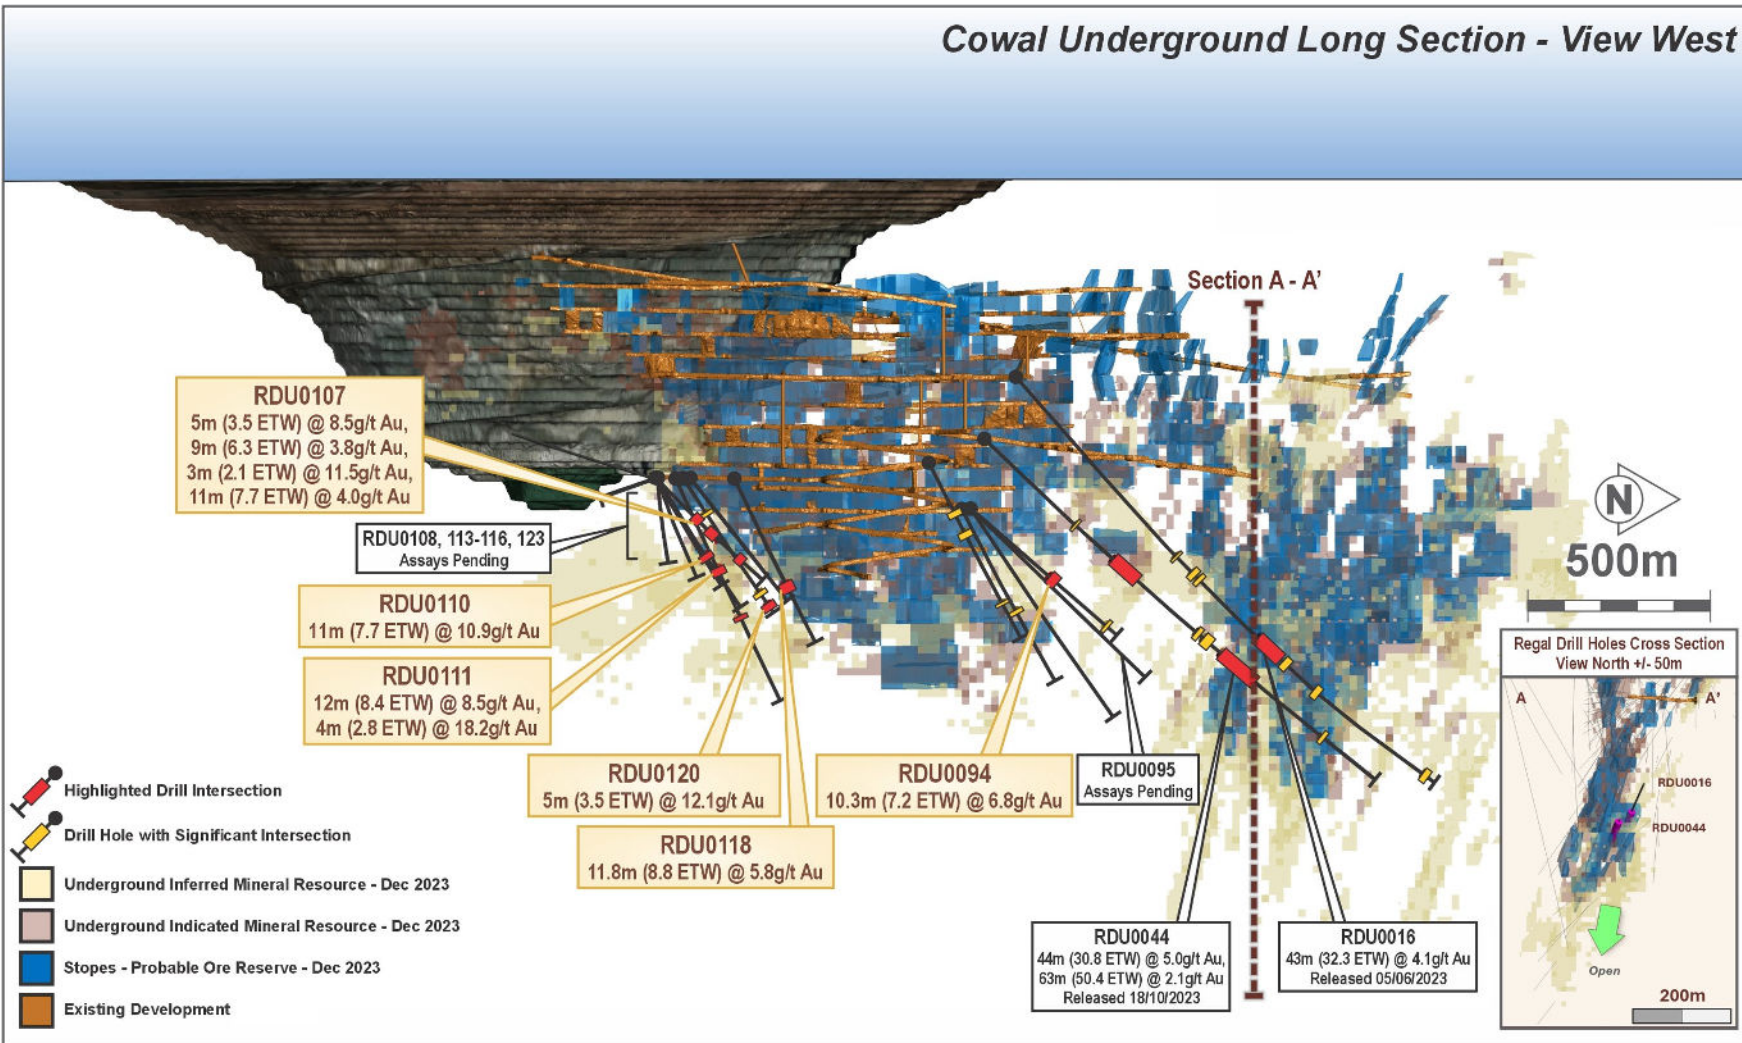 Cowal Underground Long Section - View West
Section A - A’
RDU0107
5m (3.5 ETW) @ 8.5g/t Au,
9m (6.3 ETW) @ 3.8g/t Au,
3m (2.1 ETW) @ 11.5g/t Au,
11m (7.7 ETW) @ 4.0g/t Au
RDU0108, 113-116, 123
Assays Pending
RDU0110
11m (7.7 ETW) @ 10.9g/t Au
RDU0111
12m (8.4 ETW) @ 8.5g/t Au,
4m (2.8 ETW) @ 18.2g/t Au
RDU0120
5m (3.5 ETW) @ 12.1g/t Au
RDU0118
11.8m (8.8 ETW) @ 5.8g/t Au
RDU0094
10.3m (7.2 ETW) @ 6.8g/t Au
RDU0095
Assays Pending
RDU0044
44m (30.8 ETW) @ 5.0g/t Au,
63m (50.4 ETW) @ 2.1g/t Au
Released 18/10/2023
RDU0016
43m (32.3 ETW) @ 4.1g/t Au
Released 05/06/2023
N
500m
Regal Drill Holes Cross Section
View North +/- 50m
A
A’
RDU0016
RDU0044
Open
200m
Highlighted Drill Intersection
Drill Hole with Significant Intersection
Underground Inferred Mineral Resource - Dec 2023
Underground Indicated Mineral Resource - Dec 2023
Stopes - Probable Ore Reserve - Dec 2023
Existing Development